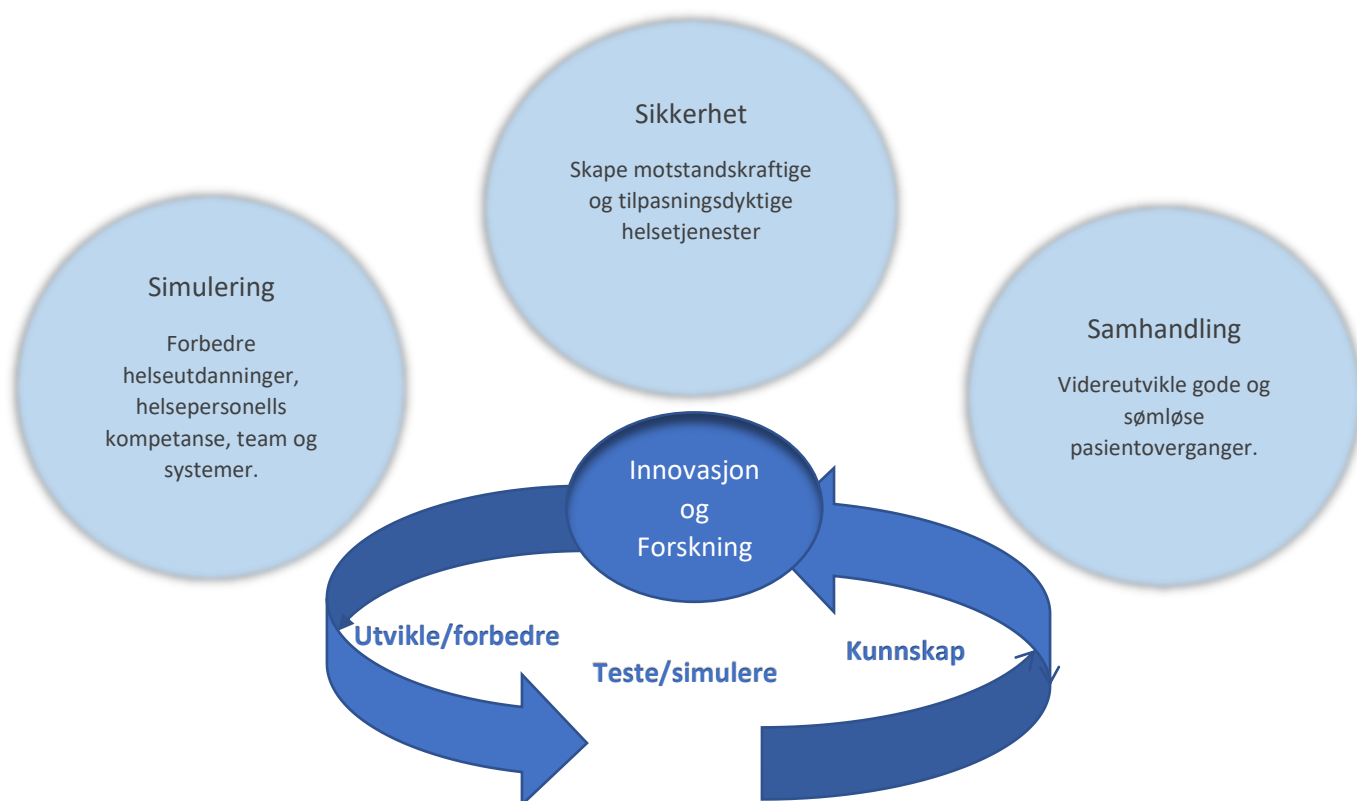 Sikkerhet
Skape motstandskraftige
og tilpasningsdyktige
helsetjenester
Simulering
Forbedre
helseutdanninger,
helsepersonells
kompetanse, team og
systemer.
Samhandling
Videreutvikle gode og
sømløse
pasientoverganger.
Innovasjon
og
Forskning
Utvikle/forbedre
Teste/simulere
Kunnskap